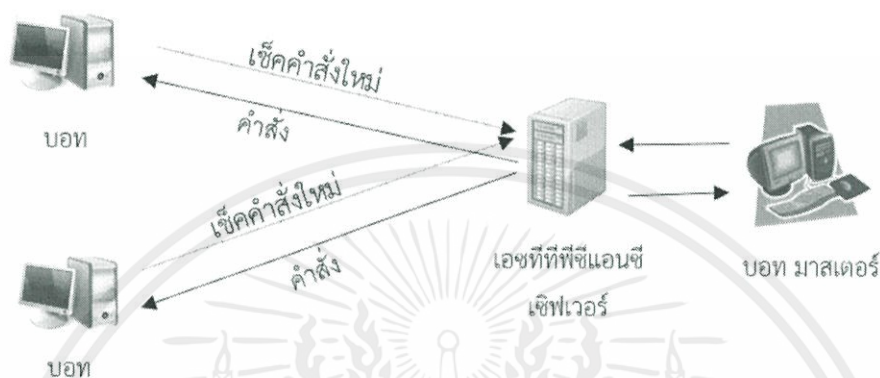 เช็คคำสั่งใหม่
คำสั่ง
บอท
เช็คคำสั่งใหม่
คำสั่ง
บอท
เอชทีทีพีซีแอนซี
เซิฟเวอร์
บอท มาสเตอร์